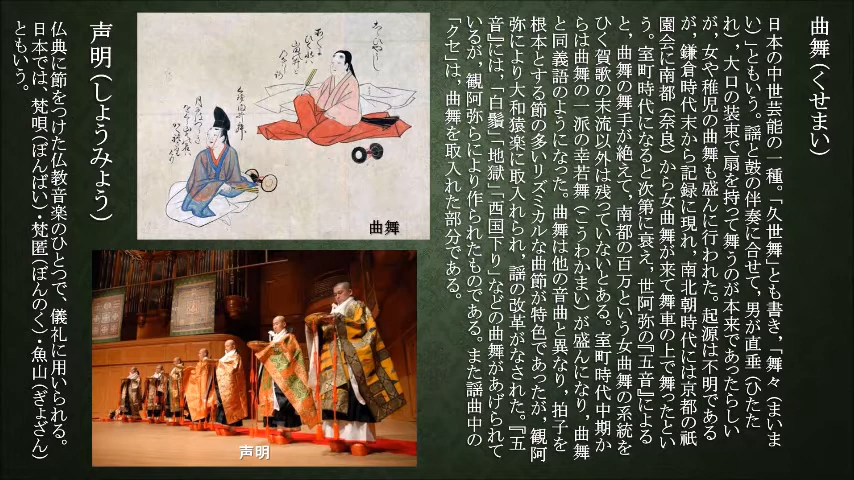 曲舞(くせまい)
日本の中世芸能の一種。「久世舞」とも書き,「舞々(まいま
い)」ともいう。謡と鼓の伴奏に合せて,男が直垂(ひたた
れ),大口の装束で扇を持って舞うのが本来であったらしい
が,女や稚児の曲舞も盛んに行われた。起源は不明である
が,鎌倉時代末から記録に現れ,南北朝時代には京都の祇
園会に南都(奈良)から女曲舞が来て舞車の上で舞ったとい
う。室町時代になると次第に衰え,世阿弥の『五音』による
と,曲舞の舞手が絶えて,南都の百万という女曲舞の系統を
ひく賀歌の末流以外は残っていないとある。室町時代中期か
らは曲舞の一派の幸若舞(こうわかまい)が盛んになり,曲舞
と同義語のようになった。曲舞は他の音曲と異なり,拍子を
根本とする節の多いリズミカルな曲節が特色であったが,観阿
弥により大和猿楽に取入れられ,謡の改革がなされた。『五
音』には,「白鬚」「地獄」「西国下り」などの曲舞があげられて
いるが,観阿弥らにより作られたものである。また謡曲中の
「クセ」は,曲舞を取入れた部分である。
曲舞
声明(しょうみょう)
仏典に節をつけた仏教音楽のひとつで、儀礼に用いられる。
日本では、梵唄(ぼんばい)・梵匿(ぼんのく)・魚山(ぎょざん)
ともいう。
声明